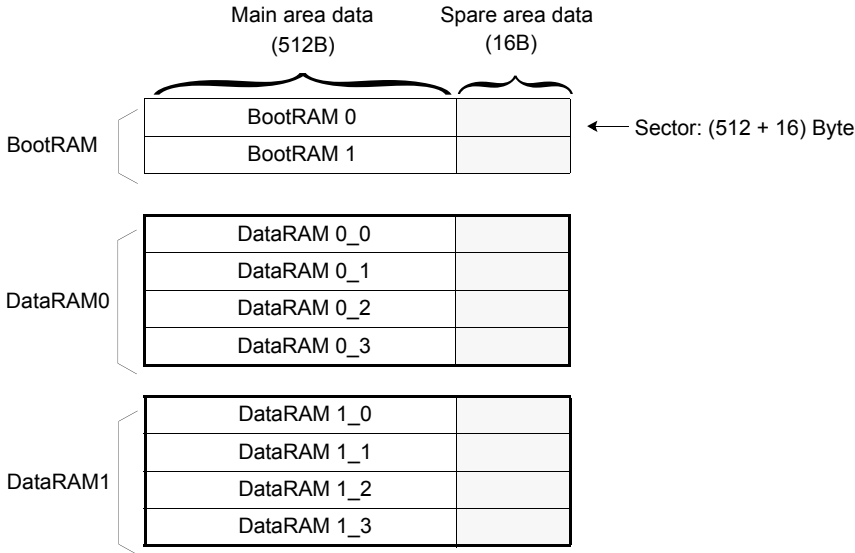 Main area data
(512B)
Spare area data
(16B)
BootRAM
BootRAM 0
BootRAM 1
Sector: (512 + 16) Byte
DataRAM0
DataRAM 0_0
DataRAM 0_1
DataRAM 0_2
DataRAM 0_3
DataRAM1
DataRAM 1_0
DataRAM 1_1
DataRAM 1_2
DataRAM 1_3